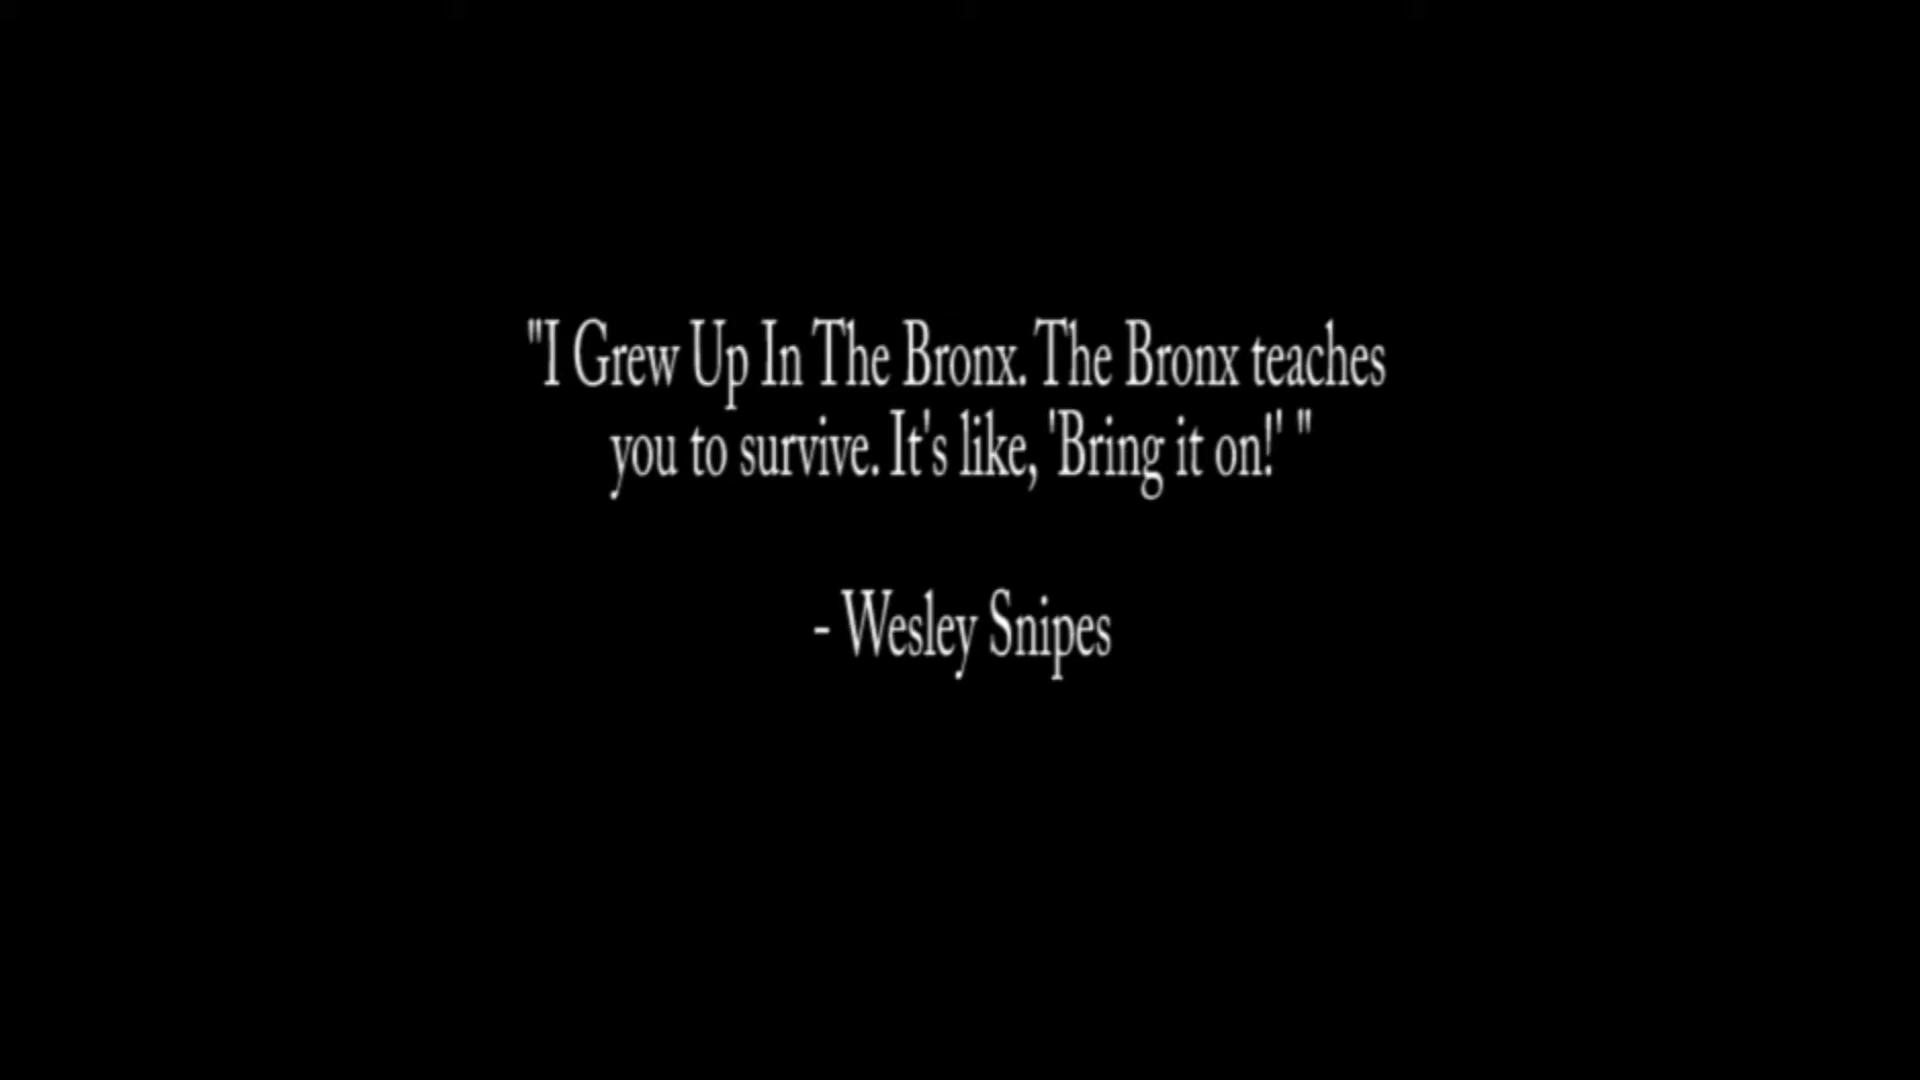 "I Grew Up In The Bronx. The Bronx teaches
you to survive. It's like, 'Bring it on!' "
- Wesley Snipes